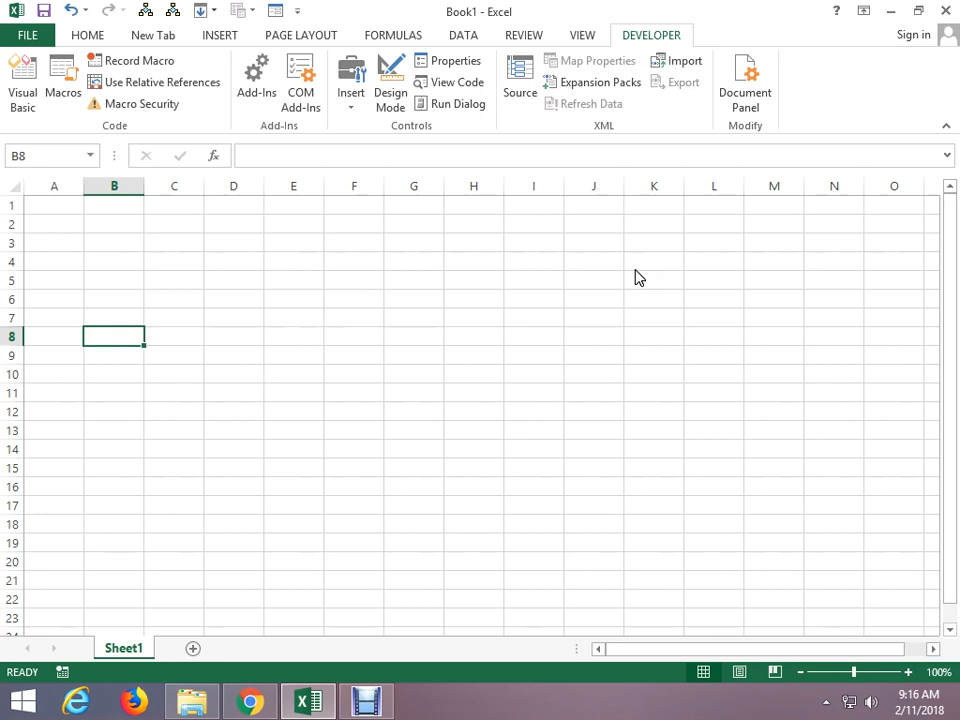 Book1 - Excel
?
FILE HOME New Tab INSERT PAGE LAYOUT FORMULAS DATA REVIEW VIEW DEVELOPER Sign in
Visual Basic
Macros
Record Macro
Use Relative References
Macro Security
Code
Add-Ins
COM Add-Ins
Add-Ins
Insert
Design Mode
Properties
View Code
Run Dialog
Controls
Source
Map Properties
Expansion Packs
Refresh Data
Import
Export
XML
Document Panel
Modify
B8
fx
A B C D E F G H I J K L M N O
1
2
3
4
5
6
7
8
9
10
11
12
13
14
15
16
17
18
19
20
21
22
23
24
Sheet1
READY 100%
9:16 AM
2/11/2018